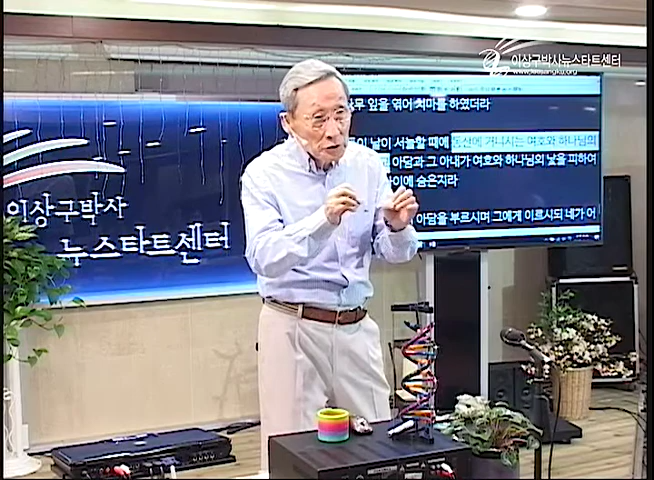 이상구박사뉴스타트센터
www.leesangku.org
잎을 엮어 치마를 하였더라
날이 서늘할 때에 동산에 거니시는 여호와 하나님의
아담과 그 아내가 여호와 하나님의 낯을 피하여
숨은지라
아담을 부르시며 그에게 이르시되 네가 어
이상구박사
뉴스타트센터